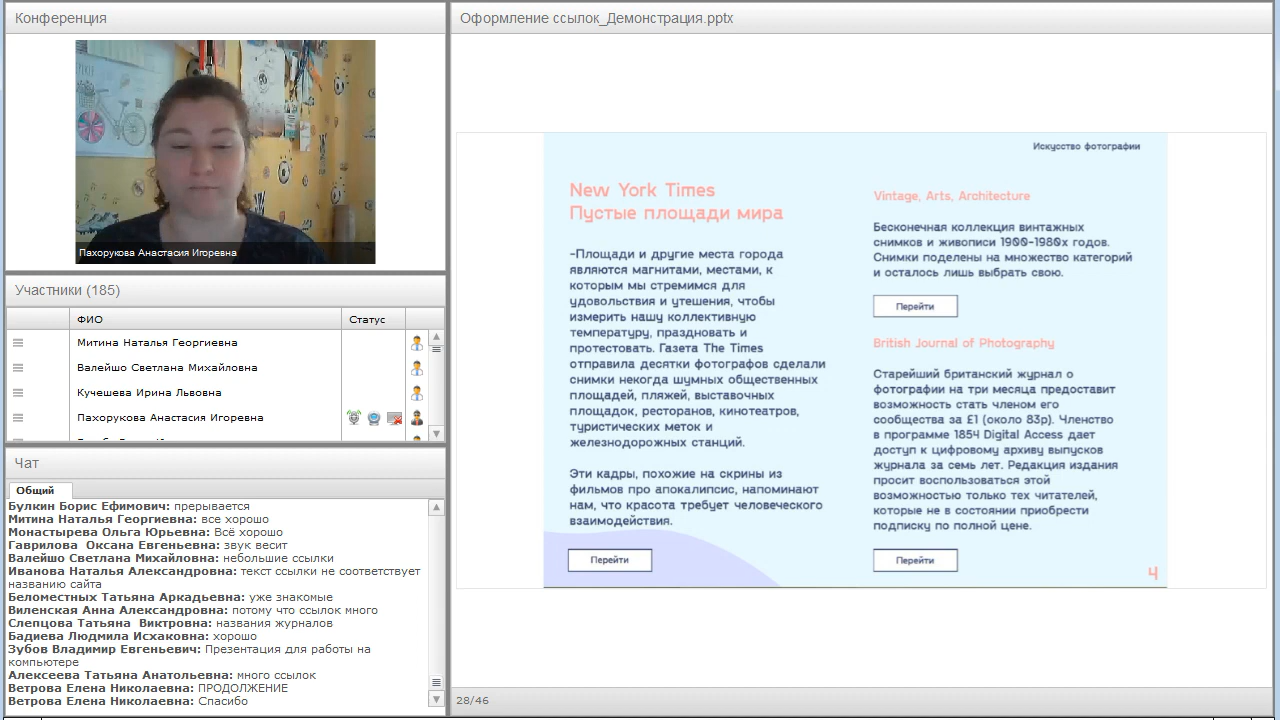 Конференция
Пахорукова Анастасия Игоревна
Участники (185)
ФИО
Статус
Митина Наталья Георгиевна
Валейшо Светлана Михайловна
Кучешева Ирина Львовна
Пахорукова Анастасия Игоревна
Чат
Общий
Булкин Борис Ефимович: прерывается
Митина Наталья Георгиевна: все хорошо
Монастырева Ольга Юрьевна: Всё хорошо
Гаврилова Оксана Евгеньевна: звук весит
Валейшо Светлана Михайловна: небольшие ссылки
Иванова Наталья Александровна: текст ссылки не соответствует
названию сайта
Беломестных Татьяна Аркадьевна: уже знакомые
Виленская Анна Александровна: потому что ссылок много
Слепцова Татьяна Виктровна: названия журналов
Бадиева Людмила Исхаковна: хорошо
Зубов Владимир Евгеньевич: Презентация для работы на
компьютере
Алексеева Татьяна Анатольевна: много ссылок
Ветрова Елена Николаевна: ПРОДОЛЖЕНИЕ
Ветрова Елена Николаевна: Спасибо
Оформление ссылок_Демонстрация.pptx
Искусство фотографии
New York Times
Пустые площади мира
-Площади и другие места города
являются магнитами, местами, к
которым мы стремимся для
удовольствия и утешения, чтобы
измерить нашу коллективную
температуру, праздновать и
протестовать. Газета The Times
отправила десятки фотографов сделали
снимки некогда шумных общественных
площадей, пляжей, выставочных
площадок, ресторанов, кинотеатров,
туристических меток и
железнодорожных станций.
Эти кадры, похожие на скрины из
фильмов про апокалипсис, напоминают
нам, что красота требует человеческого
взаимодействия.
Перейти
Vintage, Arts, Architecture
Бесконечная коллекция винтажных
снимков и живописи 1900-1980х годов.
Снимки поделены на множество категорий
и осталось лишь выбрать свою.
Перейти
British Journal of Photography
Старейший британский журнал о
фотографии на три месяца предоставит
возможность стать членом его
сообщества за £1 (около 83р). Членство
в программе 1854 Digital Access дает
доступ к цифровому архиву выпусков
журнала за семь лет. Редакция издания
просит воспользоваться этой
возможностью только тех читателей,
которые не в состоянии приобрести
подписку по полной цене.
Перейти
4
28/46